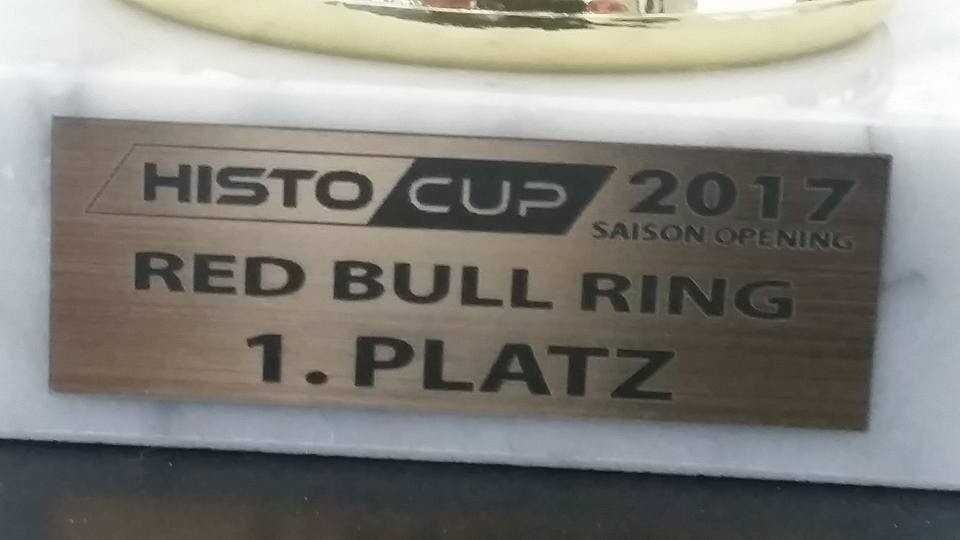 HISTO CUP 2017
SAISON OPENING
RED BULL RING
1. PLATZ